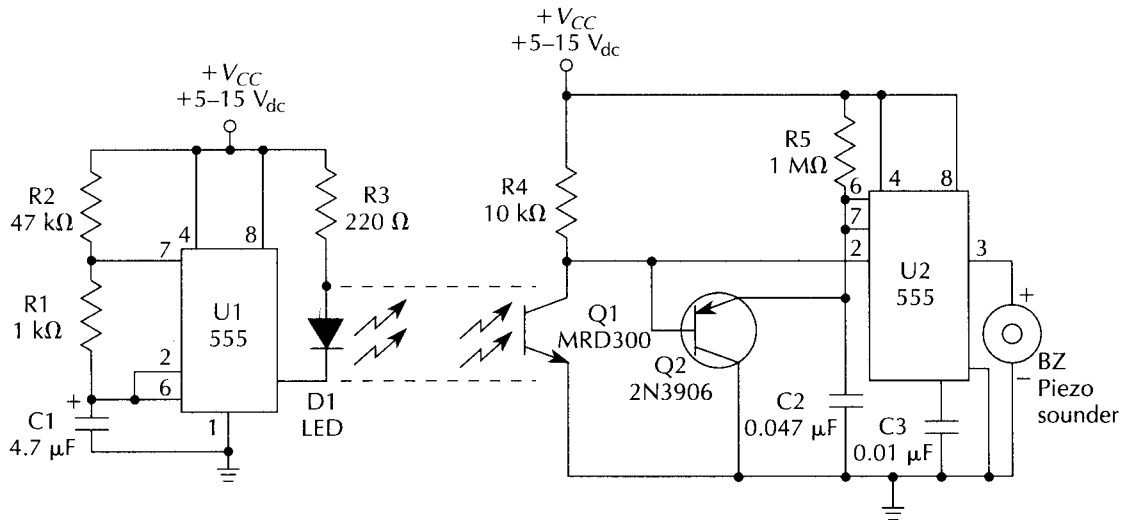 +VCC
+5–15 Vdc
R2
47 kΩ
4
8
R3
220 Ω
7
U1
555
R1
1 kΩ
2
6
+
C1
4.7 µF
1
D1
LED
+VCC
+5–15 Vdc
R4
10 kΩ
R5
1 MΩ
6
4
8
7
2
3
U2
555
Q1
MRD300
Q2
2N3906
C2
0.047 µF
C3
0.01 µF
+
BZ
−
Piezo
sounder